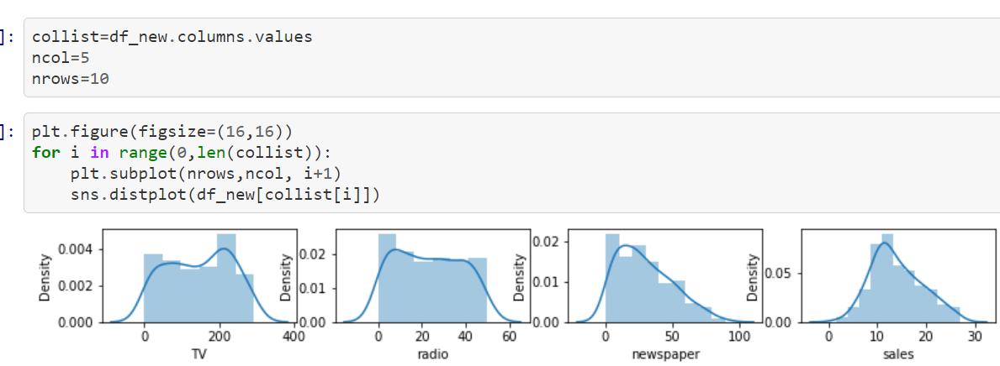 ]: collist=df_new.columns.values
ncol=5
nrows=10
]: plt.figure(figsize=(16,16))
for i in range(0,len(collist)):
    plt.subplot(nrows,ncol, i+1)
    sns.distplot(df_new[collist[i]])
Density
0.004
0.002
0.000
0 200 400
TV
Density
0.02
0.01
0.00
0 20 40 60
radio
Density
0.02
0.01
0.00
0 50 100
newspaper
Density
0.05
0.00
0 10 20 30
sales